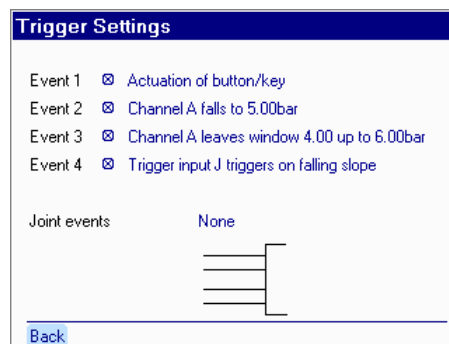 Trigger Settings
Event 1 Actuation of button/key
Event 2 Channel A falls to 5.00bar
Event 3 Channel A leaves window 4.00 up to 6.00bar
Event 4 Trigger input J triggers on falling slope
Joint events None
Back